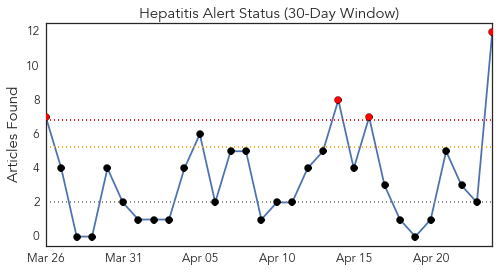 Hepatitis Alert Status (30-Day Window)
Articles Found
12
10
8
6
4
2
0
Mar 26
Mar 31
Apr 05
Apr 10
Apr 15
Apr 20